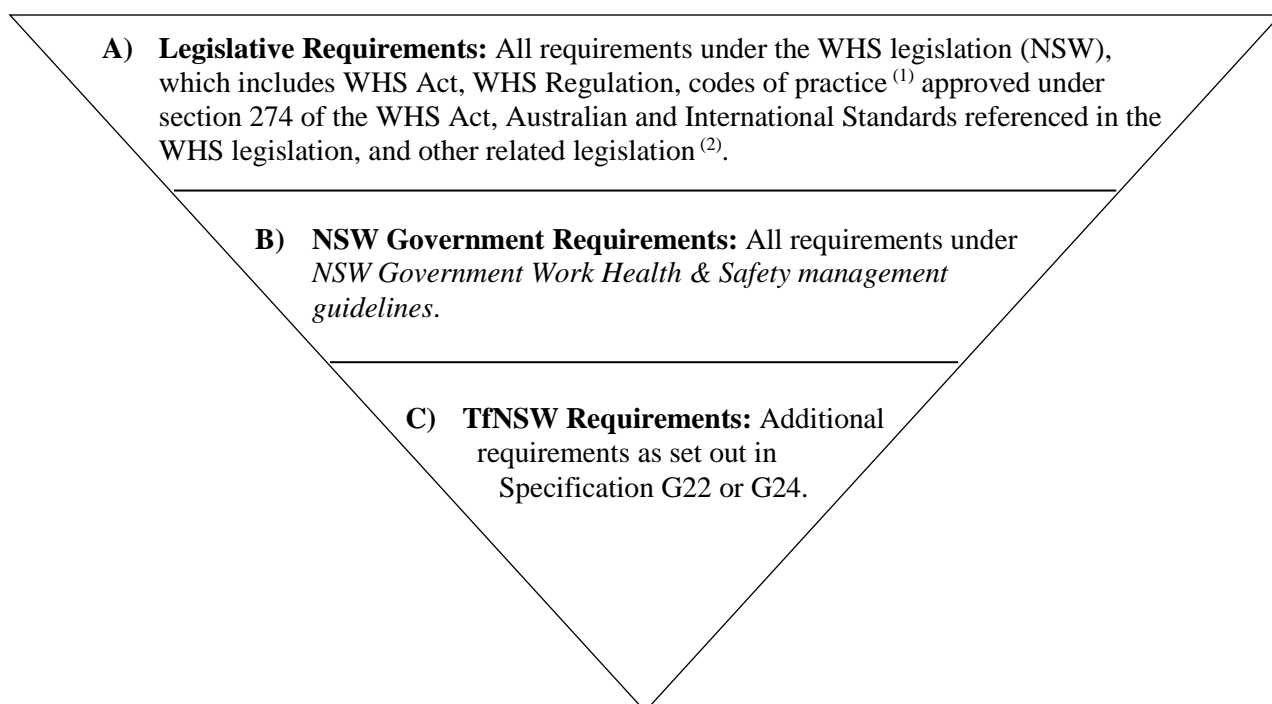 A) Legislative Requirements: All requirements under the WHS legislation (NSW),
which includes WHS Act, WHS Regulation, codes of practice (1) approved under
section 274 of the WHS Act, Australian and International Standards referenced in the
WHS legislation, and other related legislation (2).
B) NSW Government Requirements: All requirements under
NSW Government Work Health & Safety management
guidelines.
C) TfNSW Requirements: Additional
requirements as set out in
Specification G22 or G24.